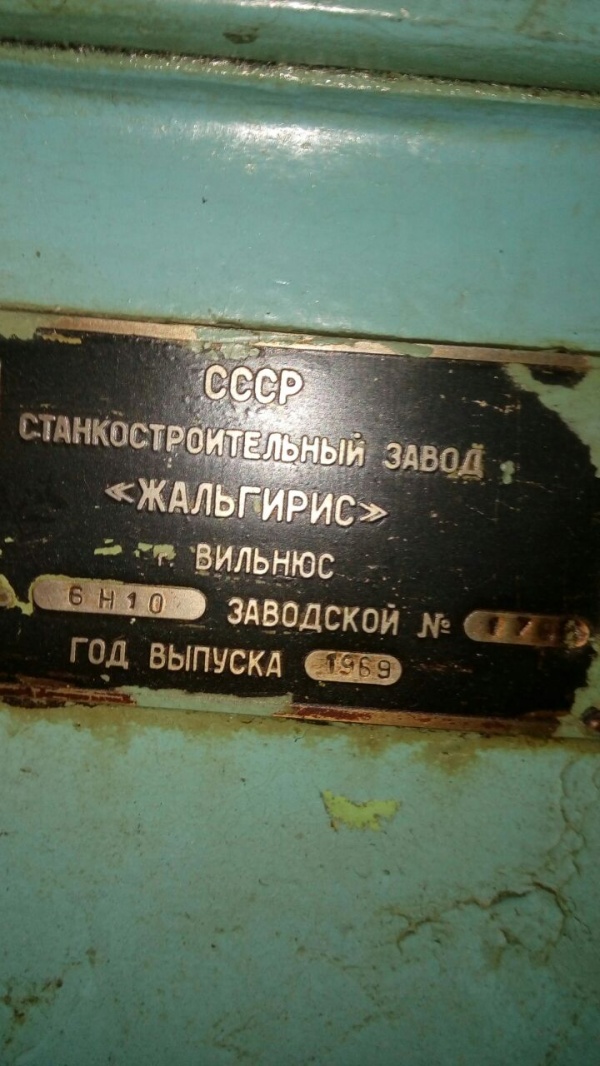 СССР
СТАНКОСТРОИТЕЛЬНЫЙ ЗАВОД
«ЖАЛЬГИРИС»
г. ВИЛЬНЮС
6Н10 ЗАВОДСКОЙ №
ГОД ВЫПУСКА 1969